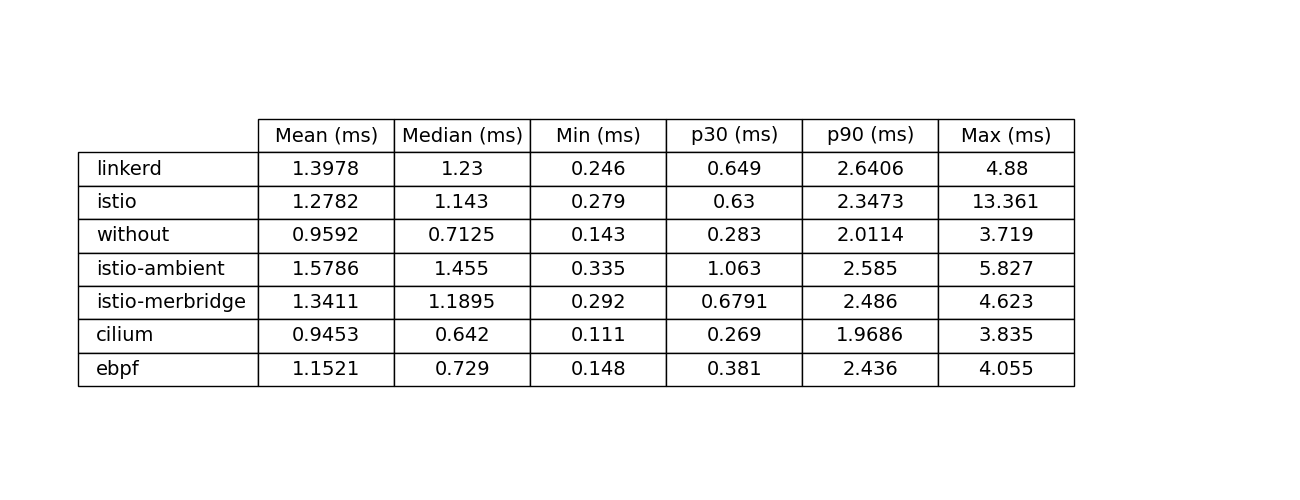 Mean (ms) Median (ms) Min (ms) p30 (ms) p90 (ms) Max (ms)
linkerd 1.3978 1.23 0.246 0.649 2.6406 4.88
istio 1.2782 1.143 0.279 0.63 2.3473 13.361
without 0.9592 0.7125 0.143 0.283 2.0114 3.719
istio-ambient 1.5786 1.455 0.335 1.063 2.585 5.827
istio-merbridge 1.3411 1.1895 0.292 0.6791 2.486 4.623
cilium 0.9453 0.642 0.111 0.269 1.9686 3.835
ebpf 1.1521 0.729 0.148 0.381 2.436 4.055